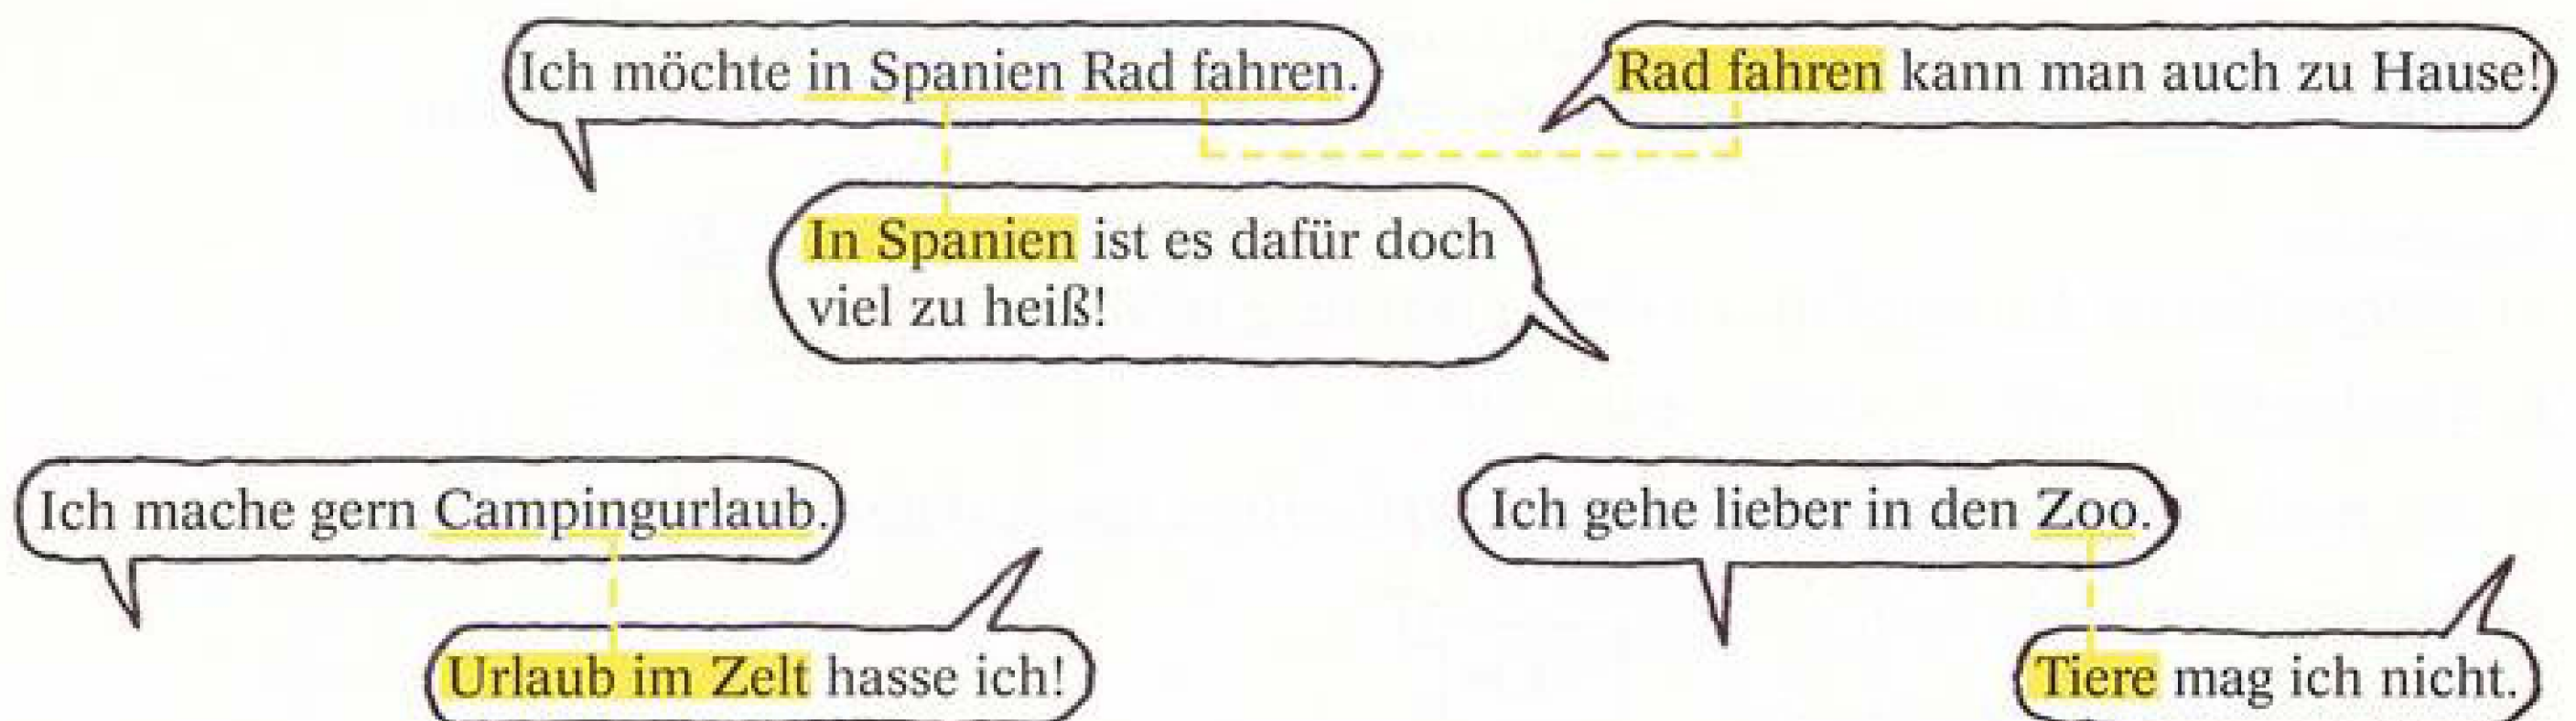 Ich möchte in Spanien Rad fahren.
Rad fahren kann man auch zu Hause!
In Spanien ist es dafür doch
viel zu heiß!
Ich mache gern Campingurlaub.
Urlaub im Zelt hasse ich!
Ich gehe lieber in den Zoo.
Tiere mag ich nicht.